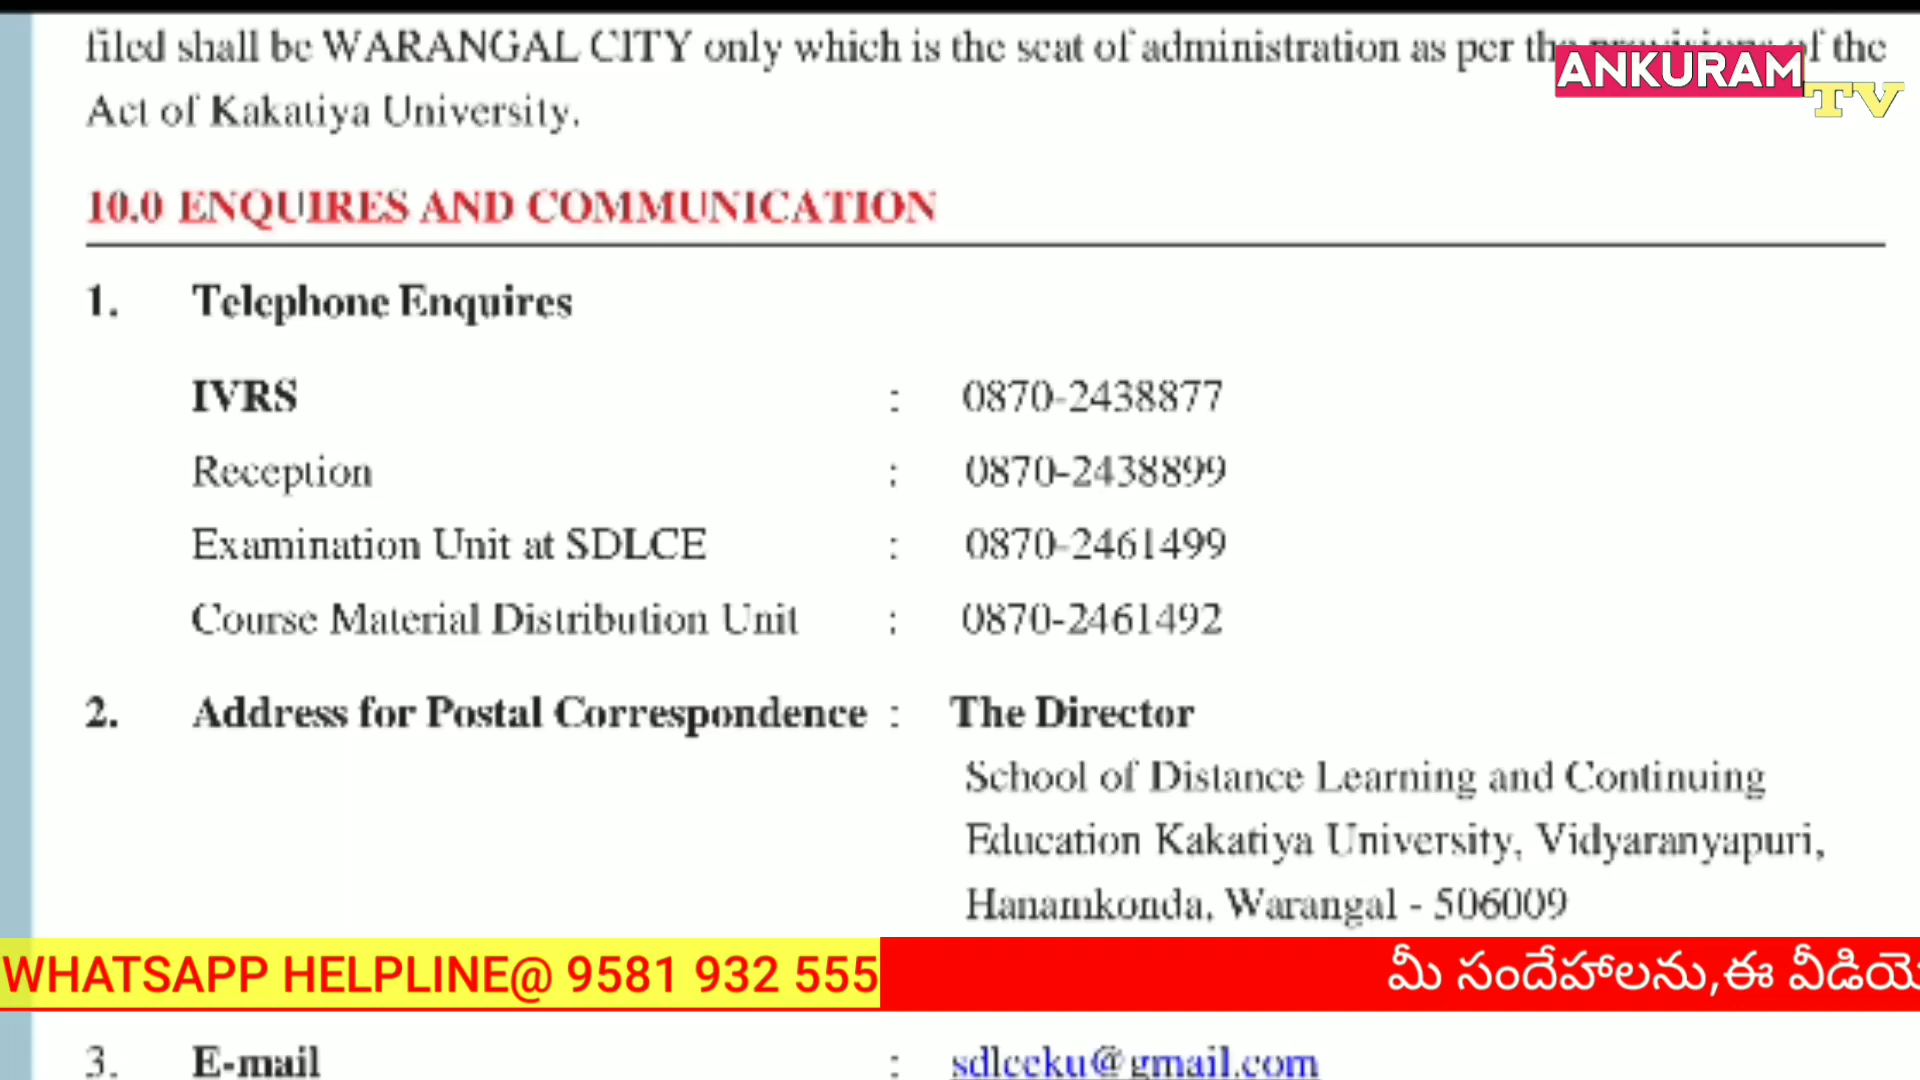 filed shall be WARANGAL CITY only which is the seat of administration as per the provisions of the
ANKURAM
TV
Act of Kakatiya University.
10.0 ENQUIRES AND COMMUNICATION
1. Telephone Enquires
IVRS : 0870-2438877
Reception : 0870-2438899
Examination Unit at SDLCE : 0870-2461499
Course Material Distribution Unit : 0870-2461492
2. Address for Postal Correspondence : The Director
School of Distance Learning and Continuing
Education Kakatiya University, Vidyaranyapuri,
Hanamkonda, Warangal - 506009
WHATSAPP HELPLINE@ 9581 932 555 మీ సందేహాలను,ఈ
3. E-mail : sdlceku@gmail.com